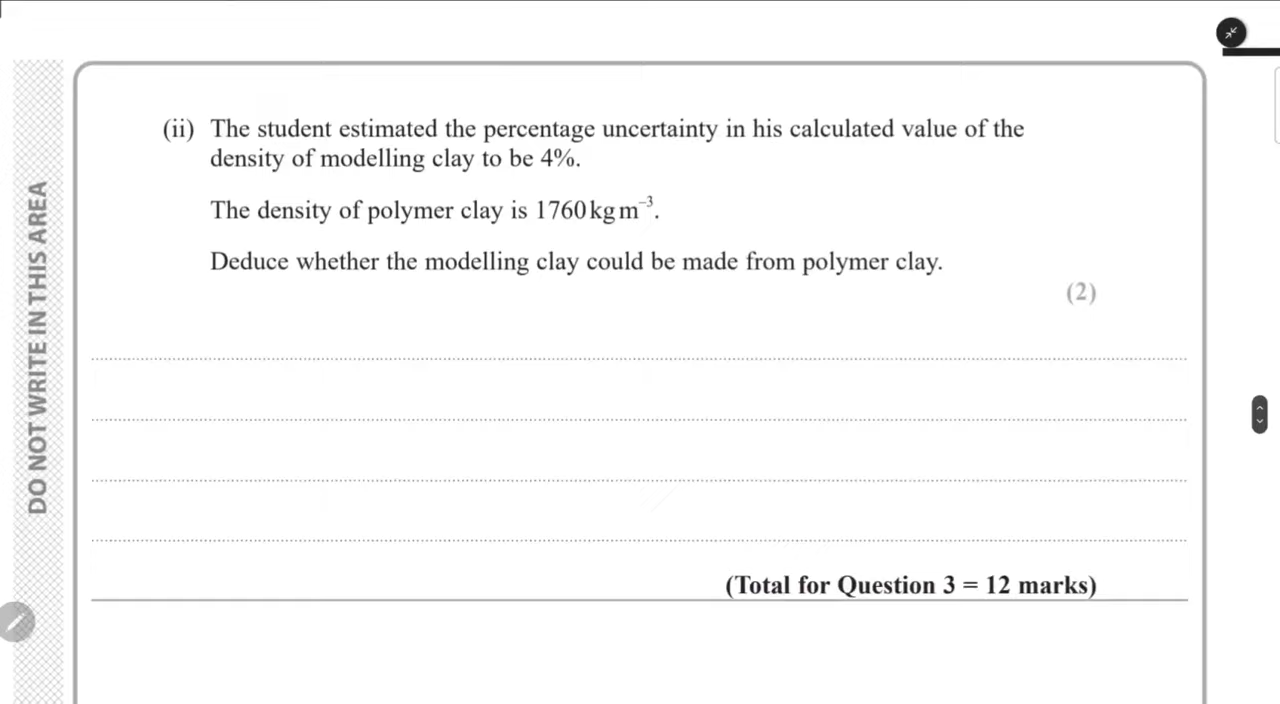 (ii) The student estimated the percentage uncertainty in his calculated value of the
density of modelling clay to be 4%.
The density of polymer clay is 1760 kg m⁻³.
Deduce whether the modelling clay could be made from polymer clay.
(2)
(Total for Question 3 = 12 marks)
DO NOT WRITE IN THIS AREA